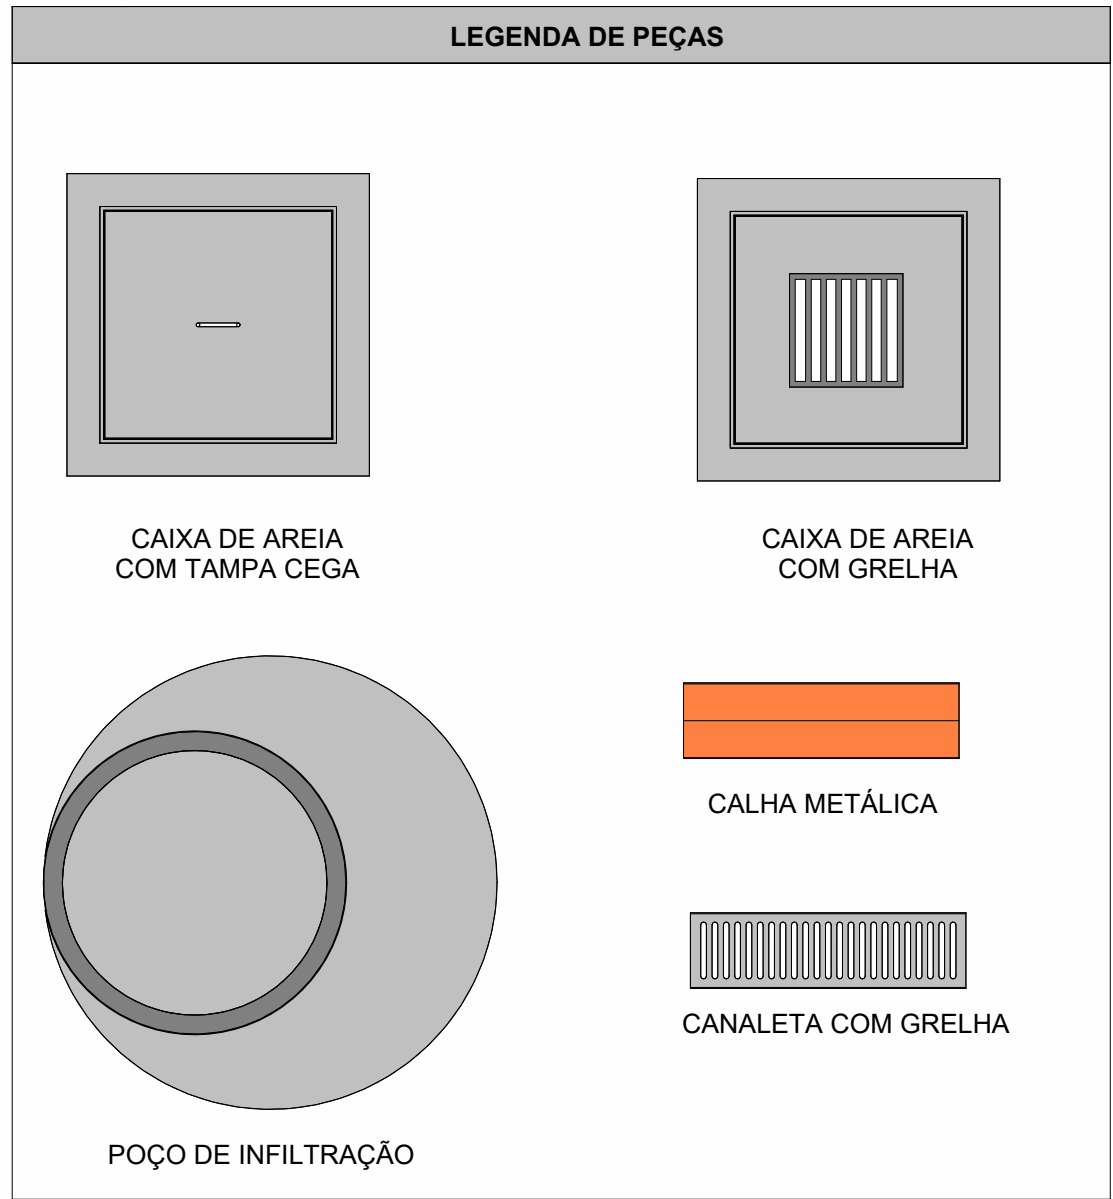 LEGENDA DE PEÇAS
CAIXA DE AREIA
COM TAMPA CEGA
CAIXA DE AREIA
COM GRELHA
CALHA METÁLICA
CANALETA COM GRELHA
POÇO DE INFILTRAÇÃO